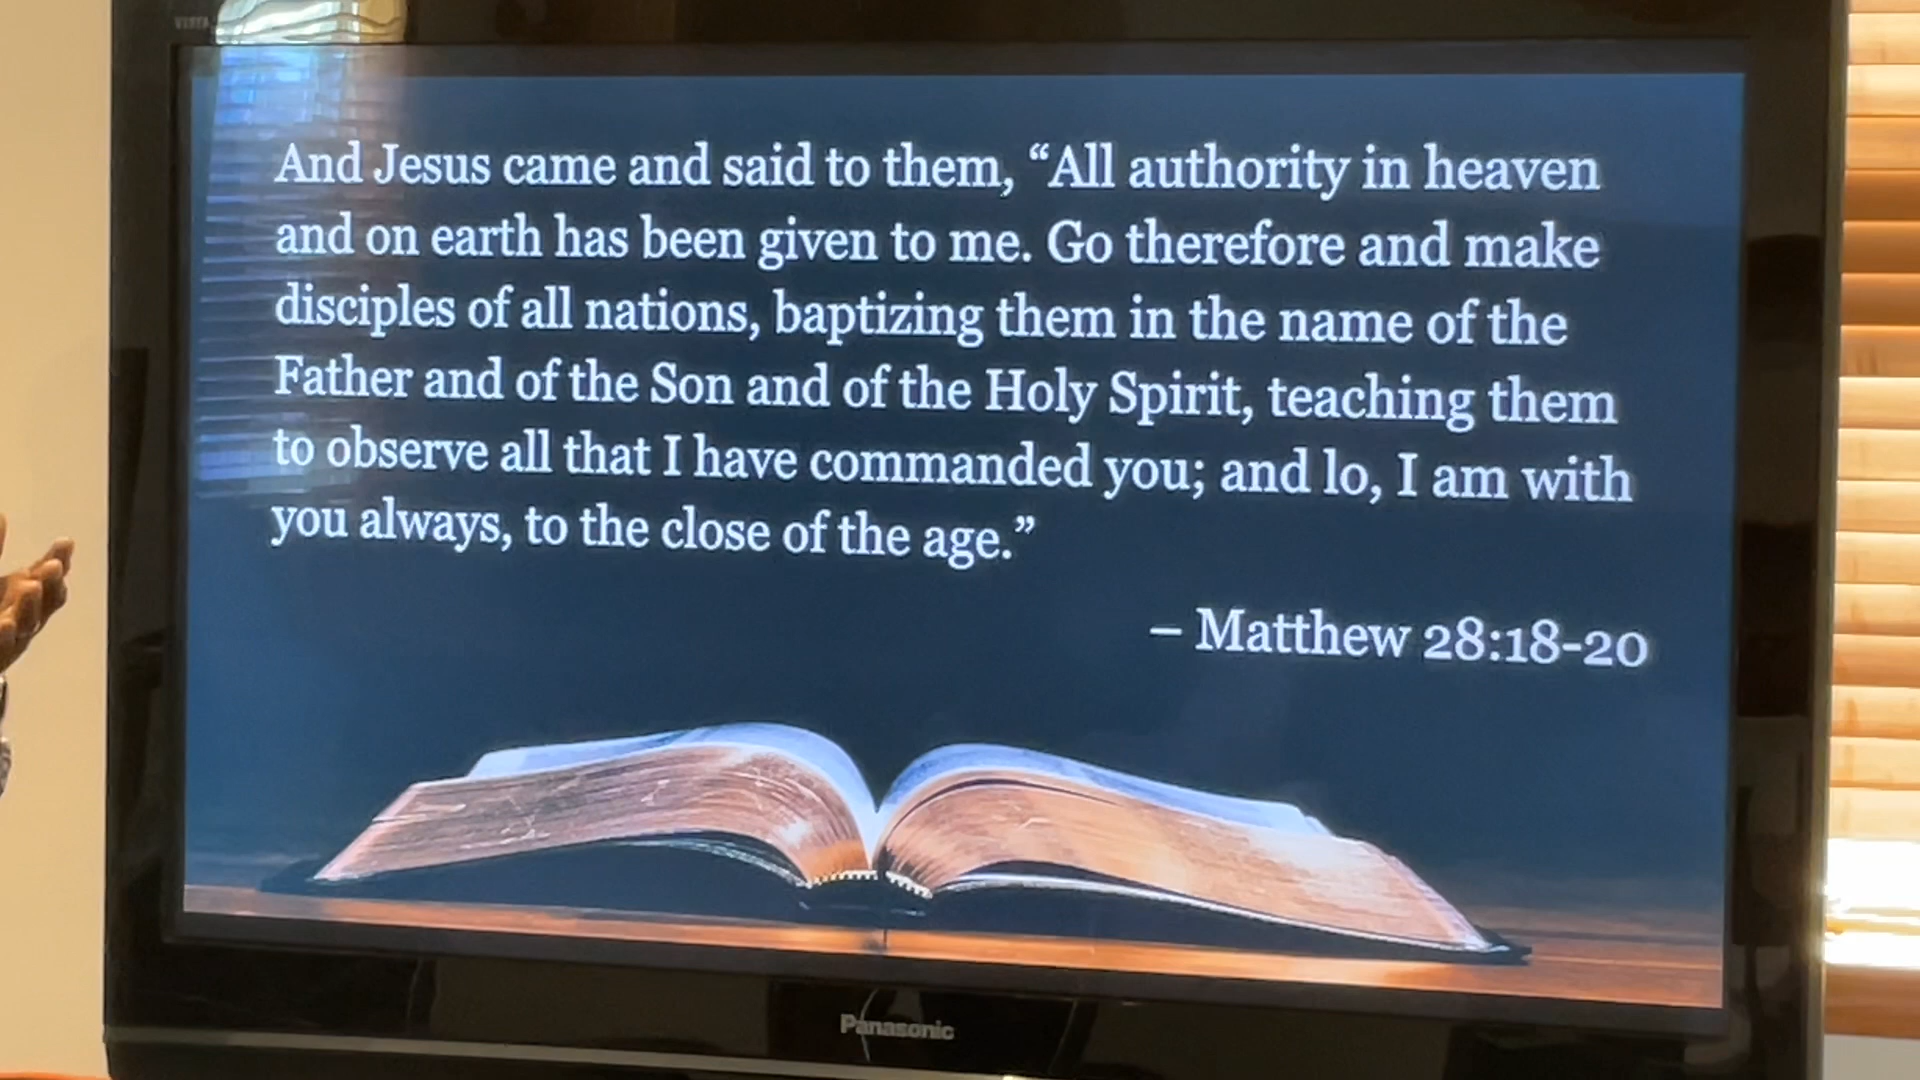 VIERA
And Jesus came and said to them, “All authority in heaven
and on earth has been given to me. Go therefore and make
disciples of all nations, baptizing them in the name of the
Father and of the Son and of the Holy Spirit, teaching them
to observe all that I have commanded you; and lo, I am with
you always, to the close of the age.”
– Matthew 28:18-20
Panasonic